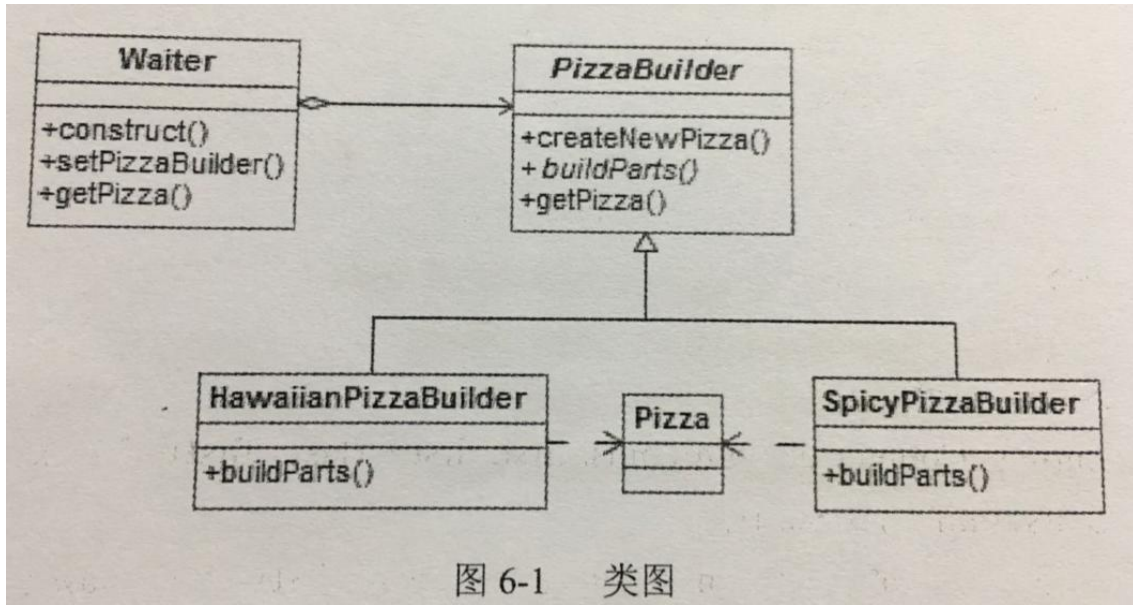 Waiter
+construct()
+setPizzaBuilder()
+getPizza()
PizzaBuilder
+createNewPizza()
+buildParts()
+getPizza()
HawaiianPizzaBuilder
+buildParts()
Pizza
SpicyPizzaBuilder
+buildParts()
图 6-1 类图